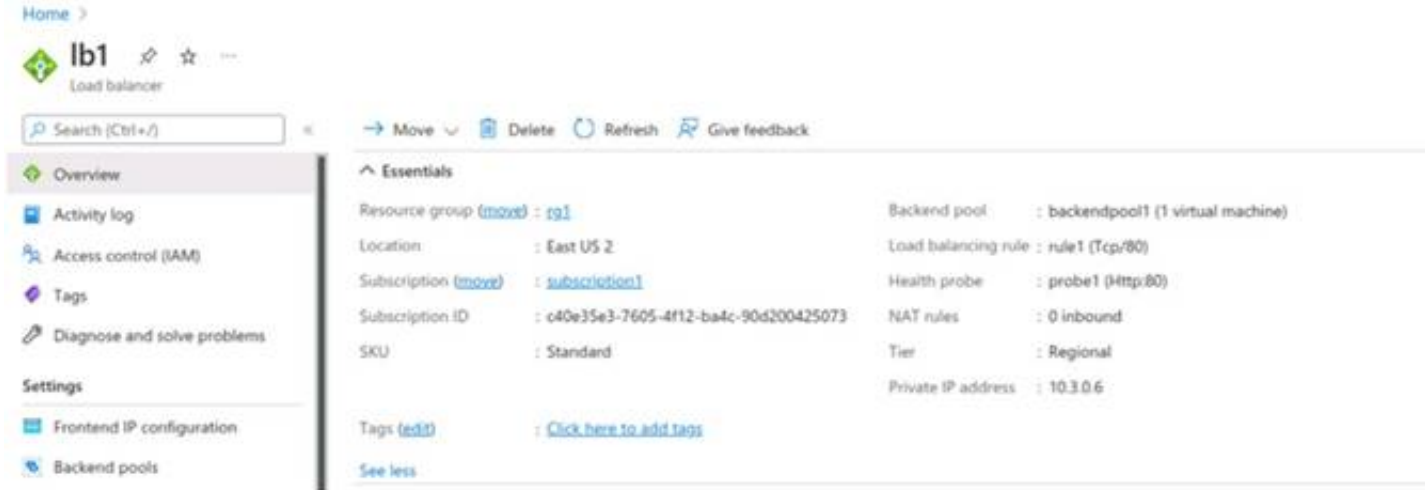 Home >
lb1 ...
Load balancer
Search (Ctrl+/) «
Overview
Activity log
Access control (IAM)
Tags
Diagnose and solve problems
Settings
Frontend IP configuration
Backend pools
Move Delete Refresh Give feedback
Essentials
Resource group (move) : rg1
Location : East US 2
Subscription (move) : subscription1
Subscription ID : c40e35e3-7605-4f12-ba4c-90d200425073
SKU : Standard
Backend pool : backendpool1 (1 virtual machine)
Load balancing rule : rule1 (Tcp/80)
Health probe : probe1 (Http:80)
NAT rules : 0 inbound
Tier : Regional
Private IP address : 10.3.0.6
Tags (edit) : Click here to add tags
See less